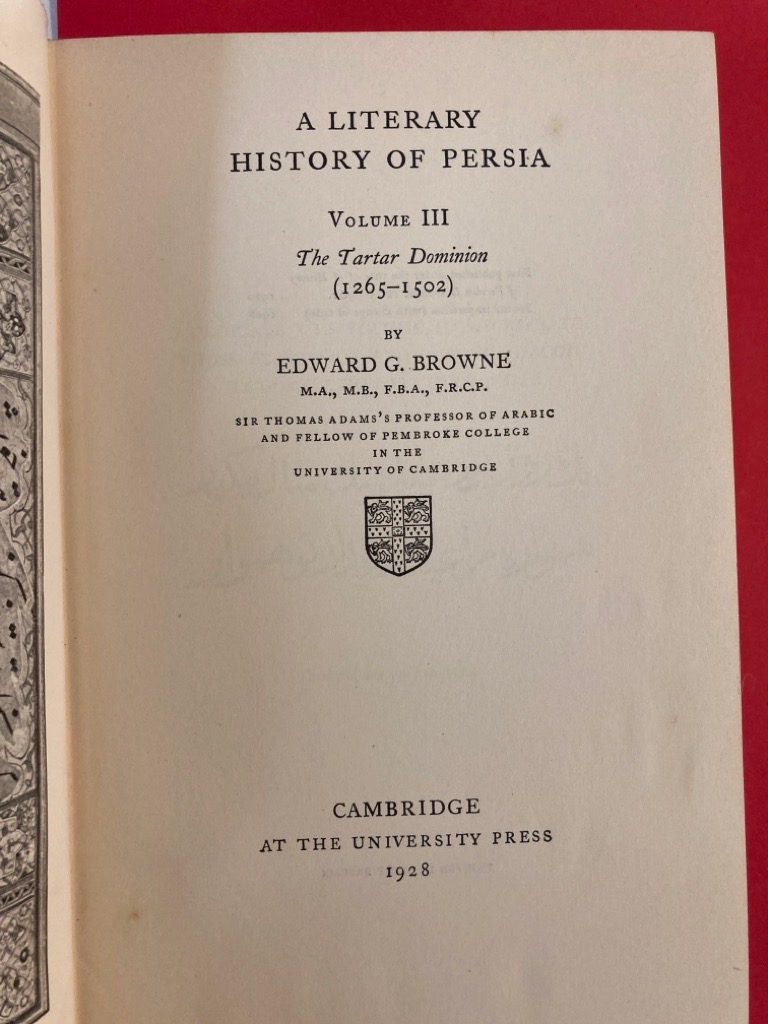 A LITERARY
HISTORY OF PERSIA
VOLUME III
The Tartar Dominion
(1265–1502)
BY
EDWARD G. BROWNE
M.A., M.B., F.B.A., F.R.C.P.
SIR THOMAS ADAMS'S PROFESSOR OF ARABIC
AND FELLOW OF PEMBROKE COLLEGE
IN THE
UNIVERSITY OF CAMBRIDGE
CAMBRIDGE
AT THE UNIVERSITY PRESS
1928